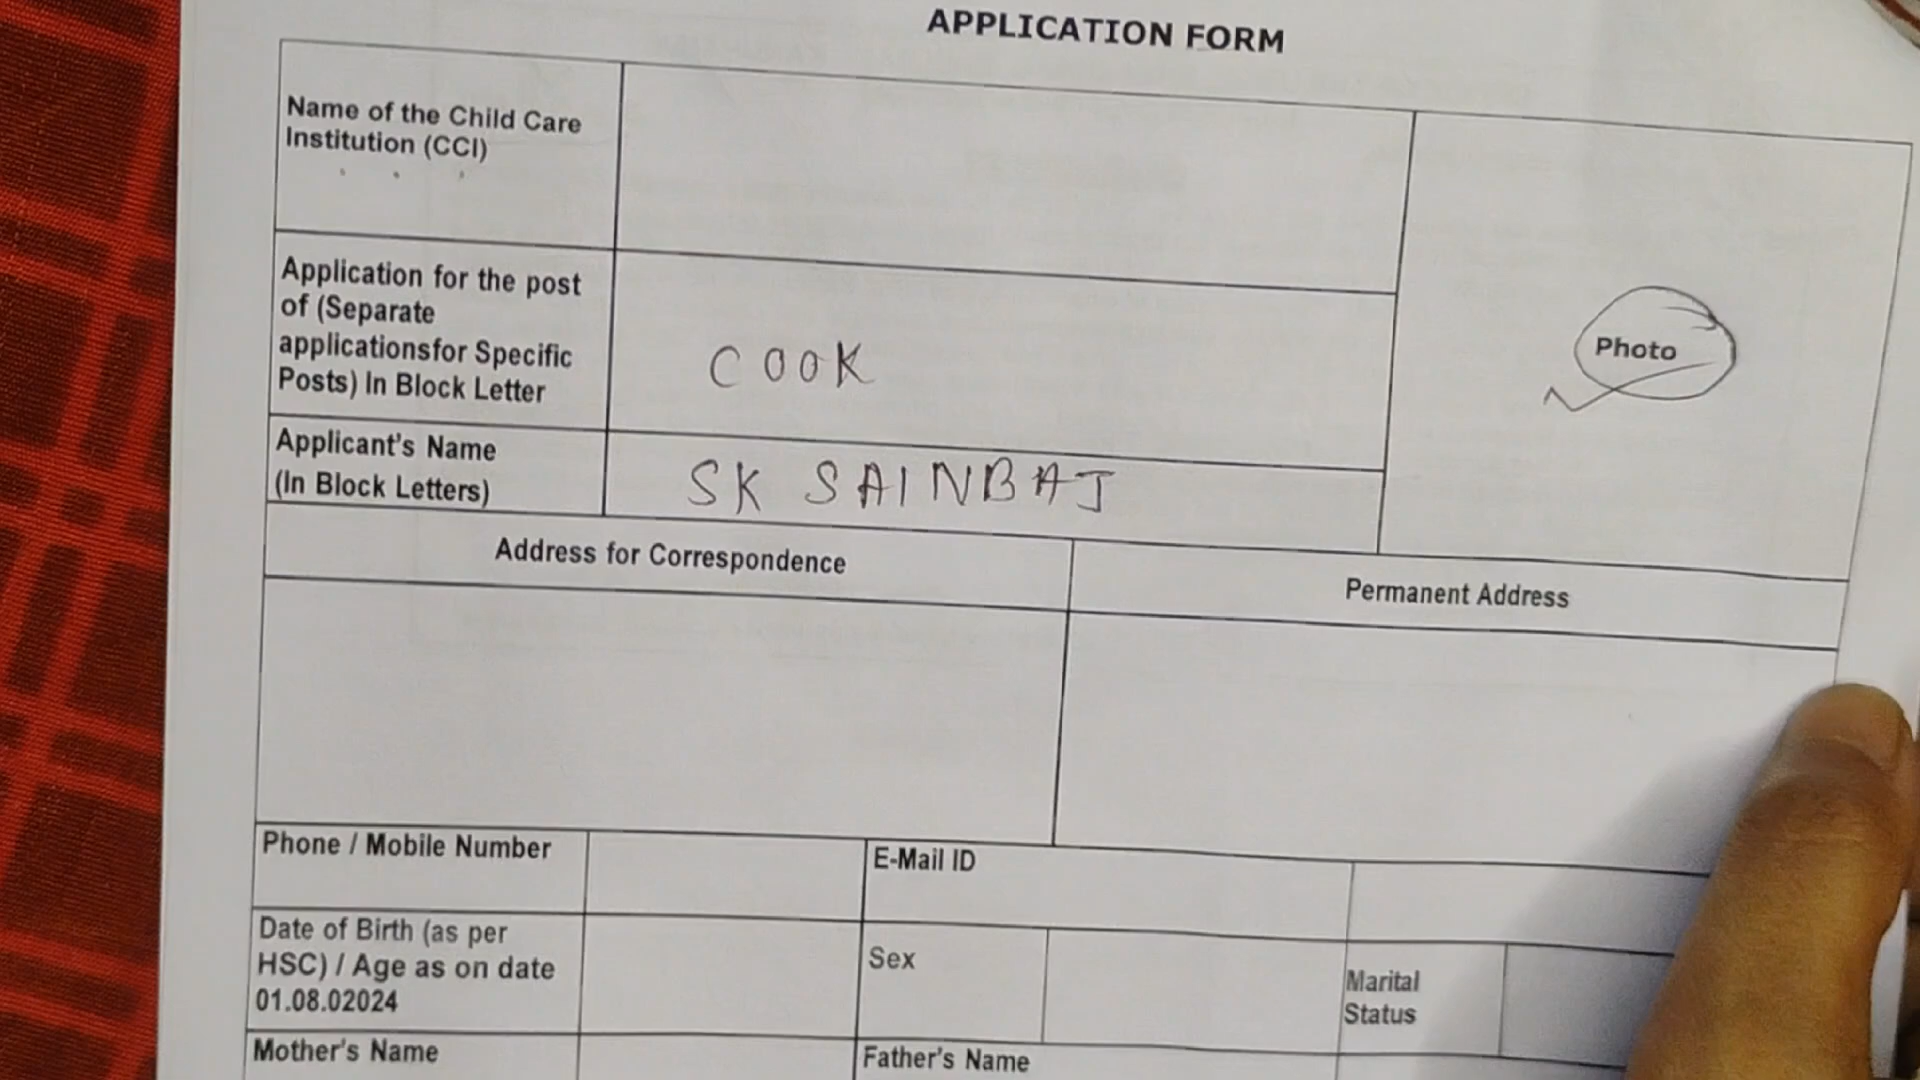 APPLICATION FORM
Name of the Child Care
Institution (CCI)
Application for the post
of (Separate
applicationsfor Specific
Posts) In Block Letter
COOK
Photo
Applicant's Name
(In Block Letters)
SK SAINBAJ
Address for Correspondence
Permanent Address
Phone / Mobile Number
E-Mail ID
Date of Birth (as per
HSC) / Age as on date
01.08.02024
Sex
Marital
Status
Mother's Name
Father's Name